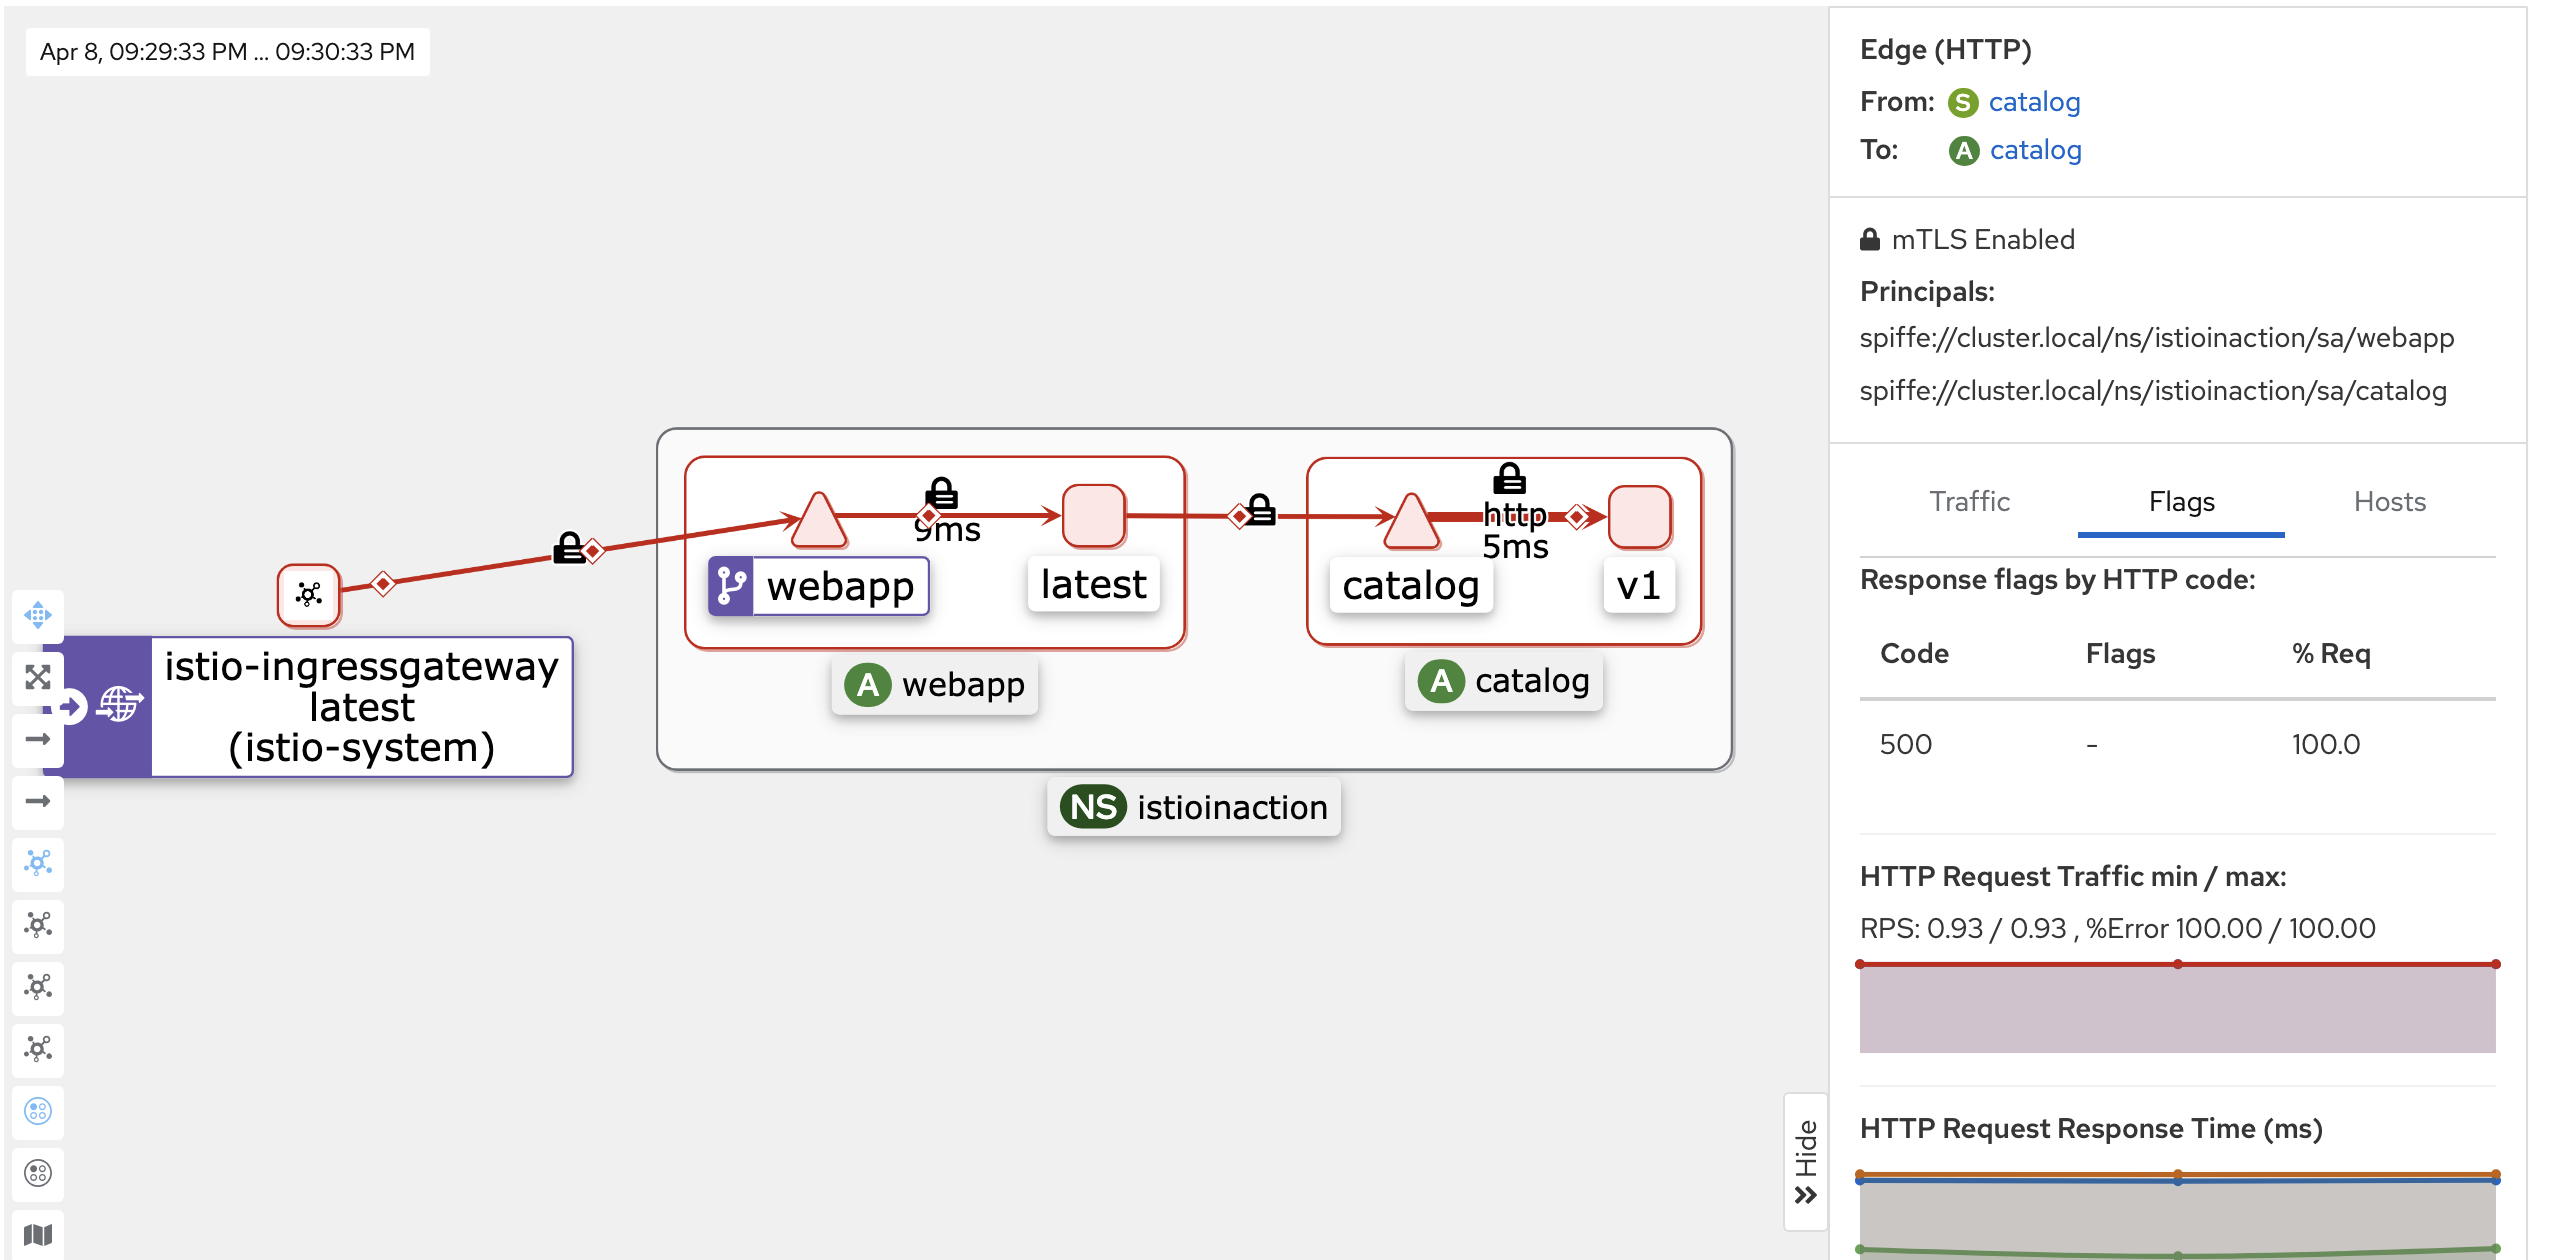 Apr 8, 09:29:33 PM ... 09:30:33 PM
istio-ingressgateway
latest
(istio-system)
9ms
webapp
latest
A webapp
http
5ms
catalog
v1
A catalog
NS istioinaction
Hide
Edge (HTTP)
From: S catalog
To: A catalog
mTLS Enabled
Principals:
spiffe://cluster.local/ns/istioinaction/sa/webapp
spiffe://cluster.local/ns/istioinaction/sa/catalog
Traffic Flags Hosts
Response flags by HTTP code:
Code Flags % Req
500 - 100.0
HTTP Request Traffic min / max:
RPS: 0.93 / 0.93 , %Error 100.00 / 100.00
HTTP Request Response Time (ms)